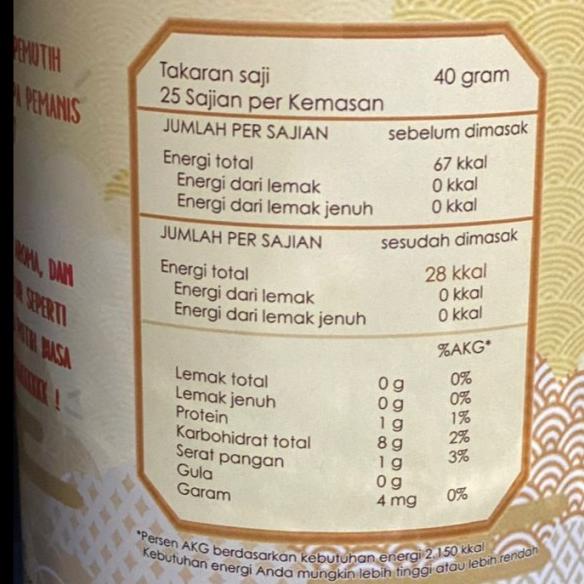 PEMUTIH
PEMANIS
Takaran saji 40 gram
25 Sajian per Kemasan
JUMLAH PER SAJIAN sebelum dimasak
Energi total 67 kkal
Energi dari lemak 0 kkal
Energi dari lemak jenuh 0 kkal
JUMLAH PER SAJIAN sesudah dimasak
Energi total 28 kkal
Energi dari lemak 0 kkal
Energi dari lemak jenuh 0 kkal
%AKG*
Lemak total 0 g 0%
Lemak jenuh 0 g 0%
Protein 1 g 1%
Karbohidrat total 8 g 2%
Serat pangan 1 g 3%
Gula 0 g
Garam 4 mg 0%
DAN
SEPERTI
BIASA
!
*Persen AKG berdasarkan kebutuhan energi 2.150 kkal
Kebutuhan energi Anda mungkin lebih tinggi atau lebih rendah